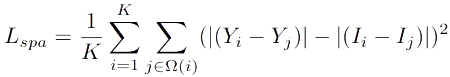 $L_{spa} = \frac{1}{K} \sum_{i=1}^{K} \sum_{j \in \Omega(i)} (|(Y_i - Y_j)| - |(I_i - I_j)|)^2$